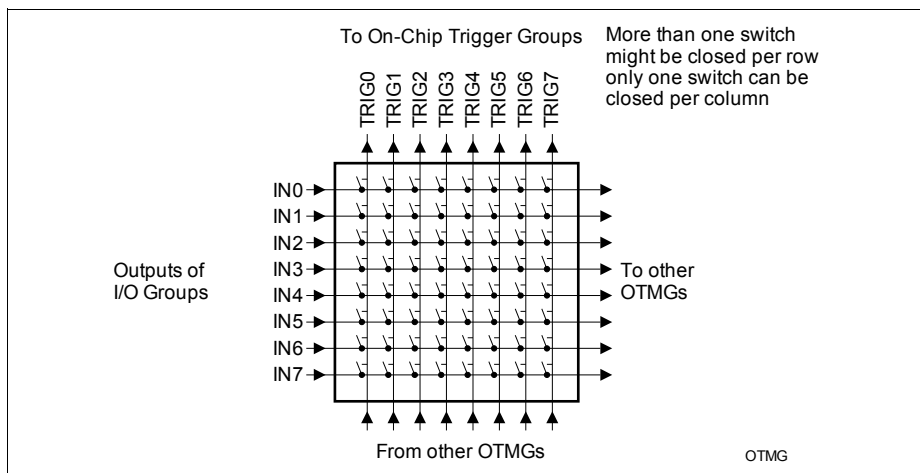 To On-Chip Trigger Groups
More than one switch
might be closed per row
only one switch can be
closed per column
TRIG0
TRIG1
TRIG2
TRIG3
TRIG4
TRIG5
TRIG6
TRIG7
IN0
IN1
IN2
IN3
IN4
IN5
IN6
IN7
Outputs of
I/O Groups
To other
OTMGs
From other OTMGs
OTMG